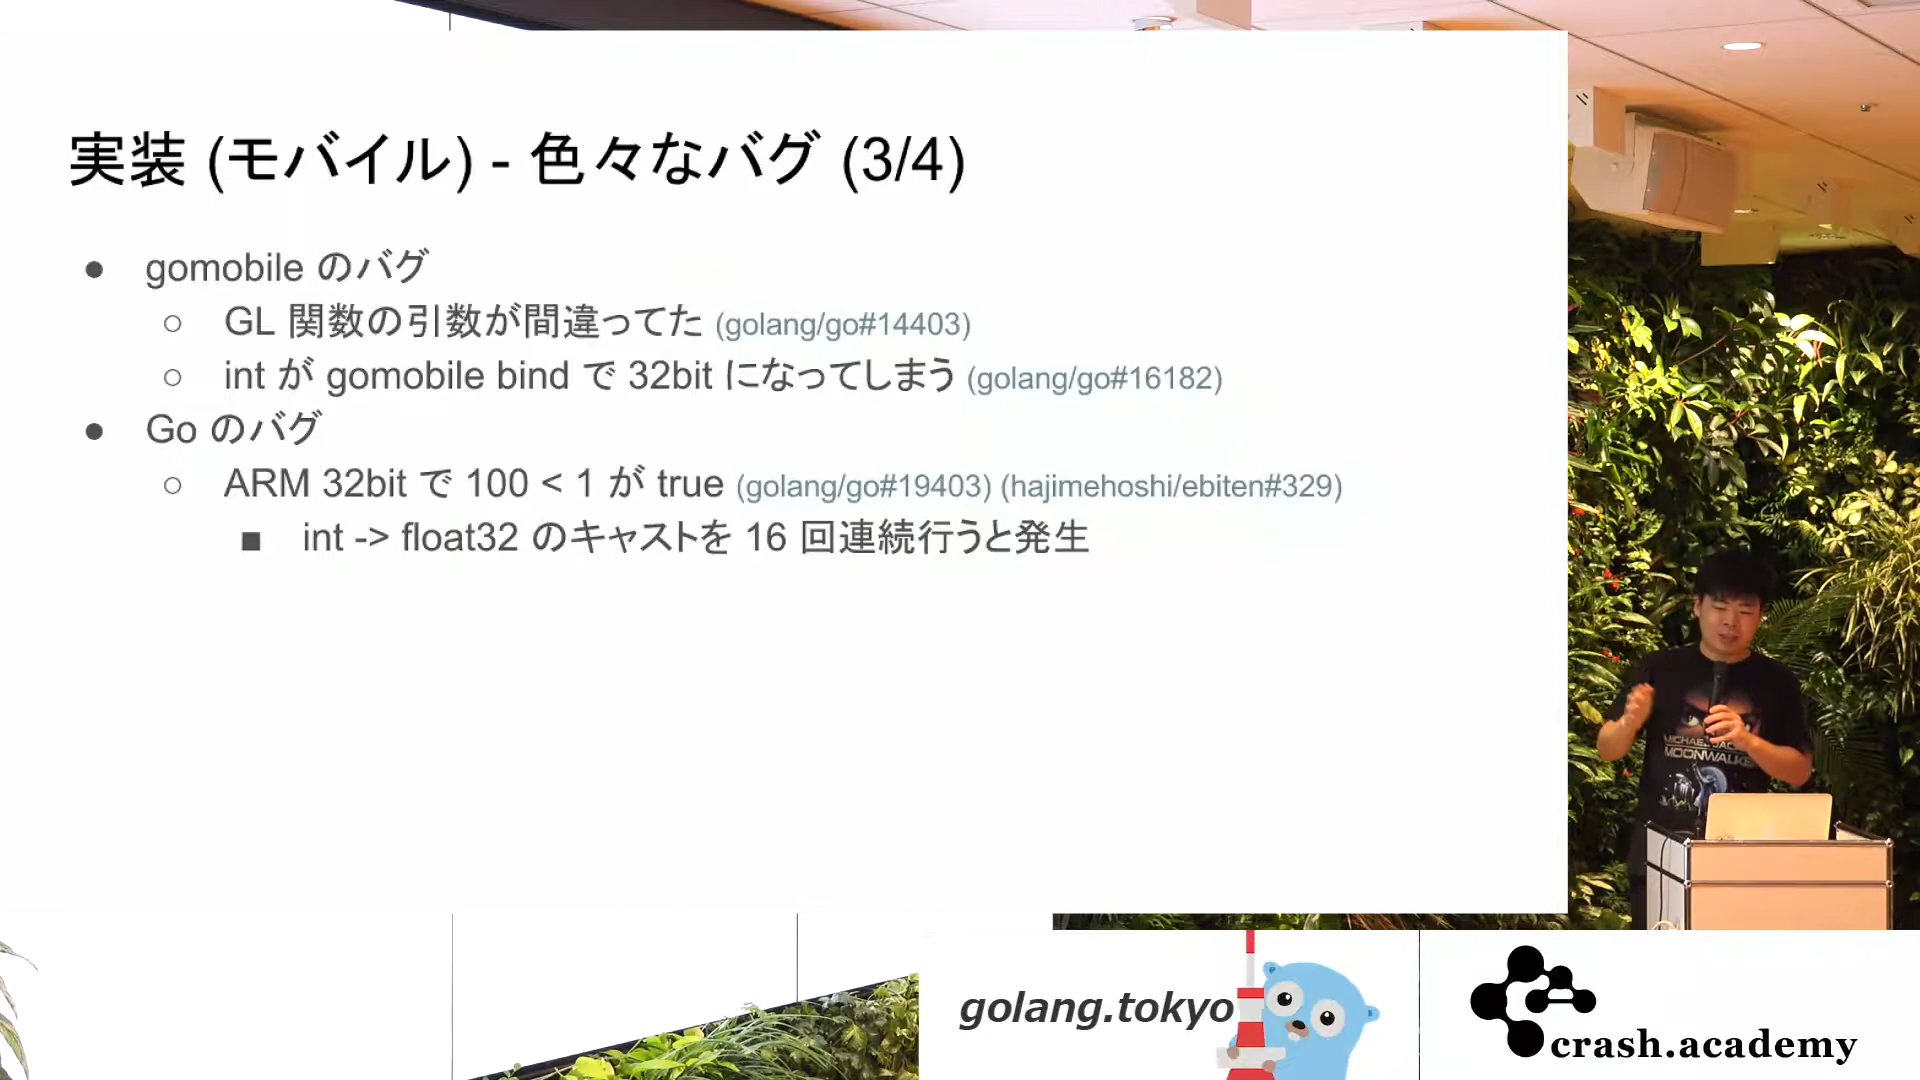 実装 (モバイル) - 色々なバグ (3/4)
● gomobile のバグ
○ GL 関数の引数が間違ってた (golang/go#14403)
○ int が gomobile bind で 32bit になってしまう (golang/go#16182)
● Go のバグ
○ ARM 32bit で 100 < 1 が true (golang/go#19403) (hajimehoshi/ebiten#329)
■ int -> float32 のキャストを 16 回連続行うと発生
MOONWALKE
golang.tokyo
crash.academy